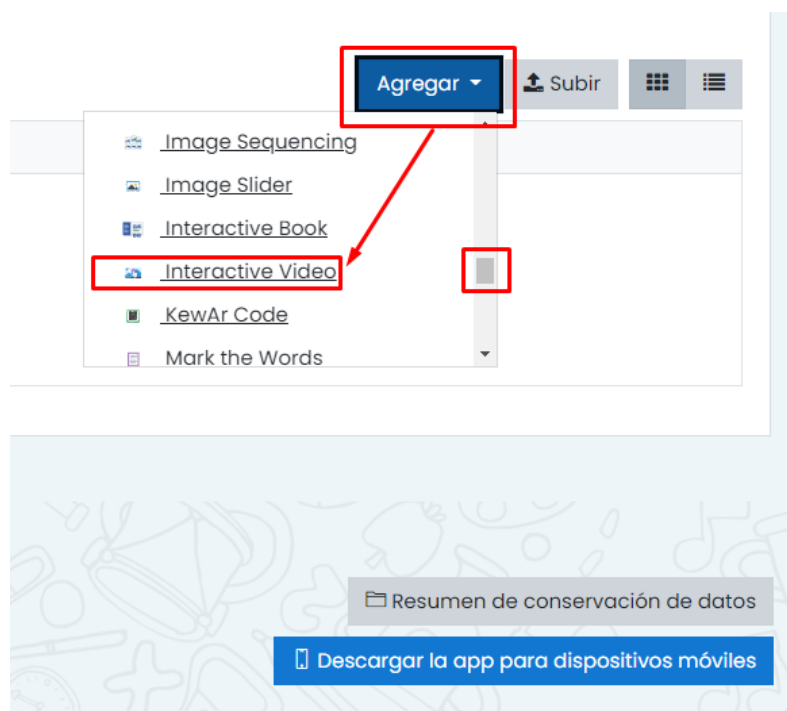 Agregar
Subir
Image Sequencing
Image Slider
Interactive Book
Interactive Video
KewAr Code
Mark the Words
Resumen de conservación de datos
Descargar la app para dispositivos móviles